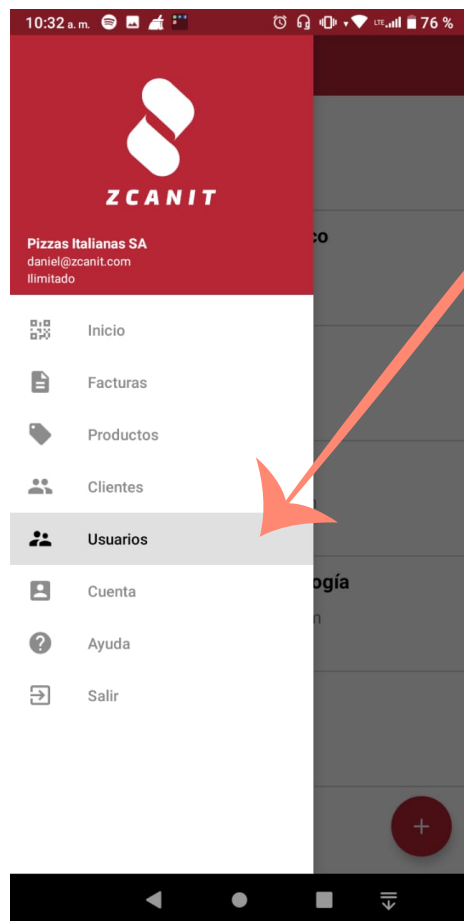 10:32 a. m.
LTE
76 %
ZCANIT
Pizzas Italianas SA
daniel@zcanit.com
Ilimitado
Inicio
Facturas
Productos
Clientes
Usuarios
Cuenta
Ayuda
Salir
co
ogía
n
+